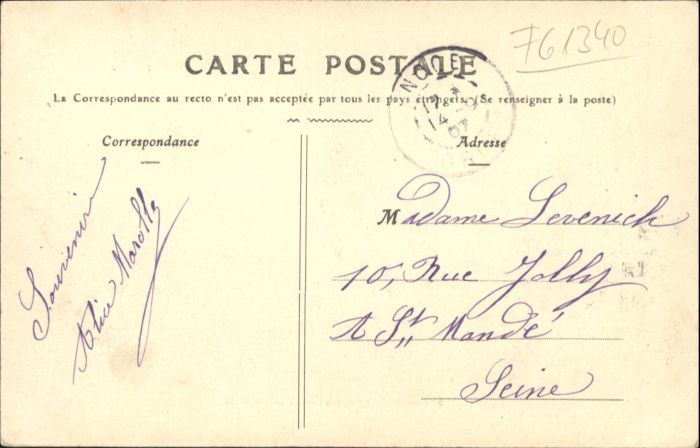 761340
CARTE POSTALE
La Correspondance au recto n'est pas acceptée par tous les pays étrangers. (Se renseigner à la poste)
Correspondance
Adresse
Souvenir
Alice Marotte
Madame Levenich
10, Rue Jolly
A St Mandé
Seine